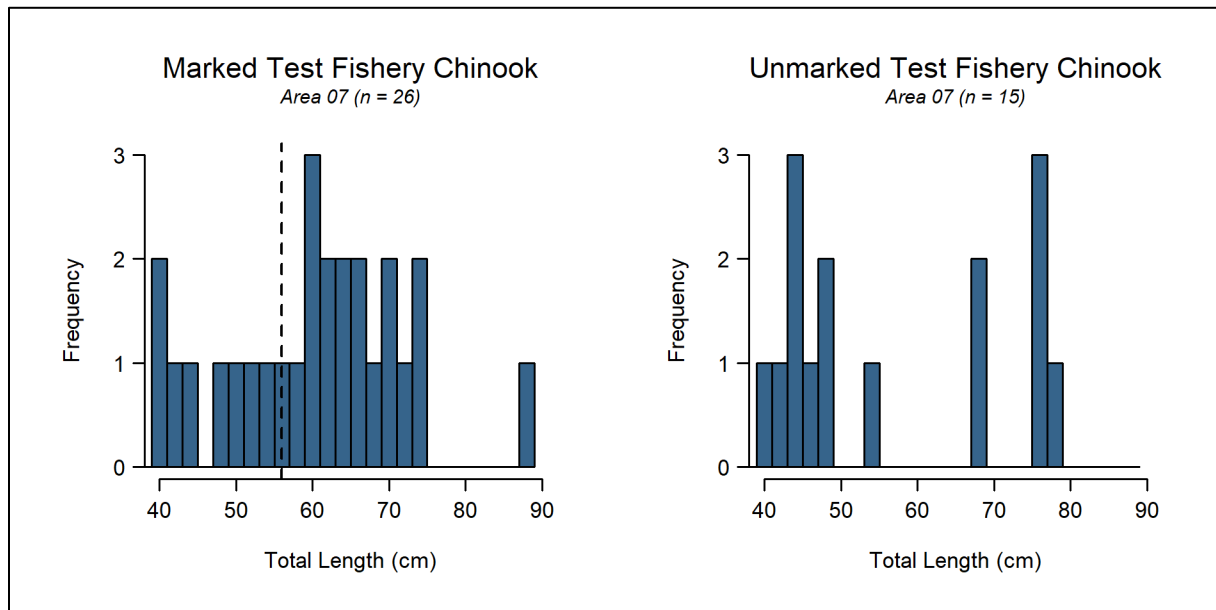 Marked Test Fishery Chinook
Area 07 (n = 26)
3
2
1
0
Frequency
40 50 60 70 80 90
Total Length (cm)
Unmarked Test Fishery Chinook
Area 07 (n = 15)
3
2
1
0
Frequency
40 50 60 70 80 90
Total Length (cm)